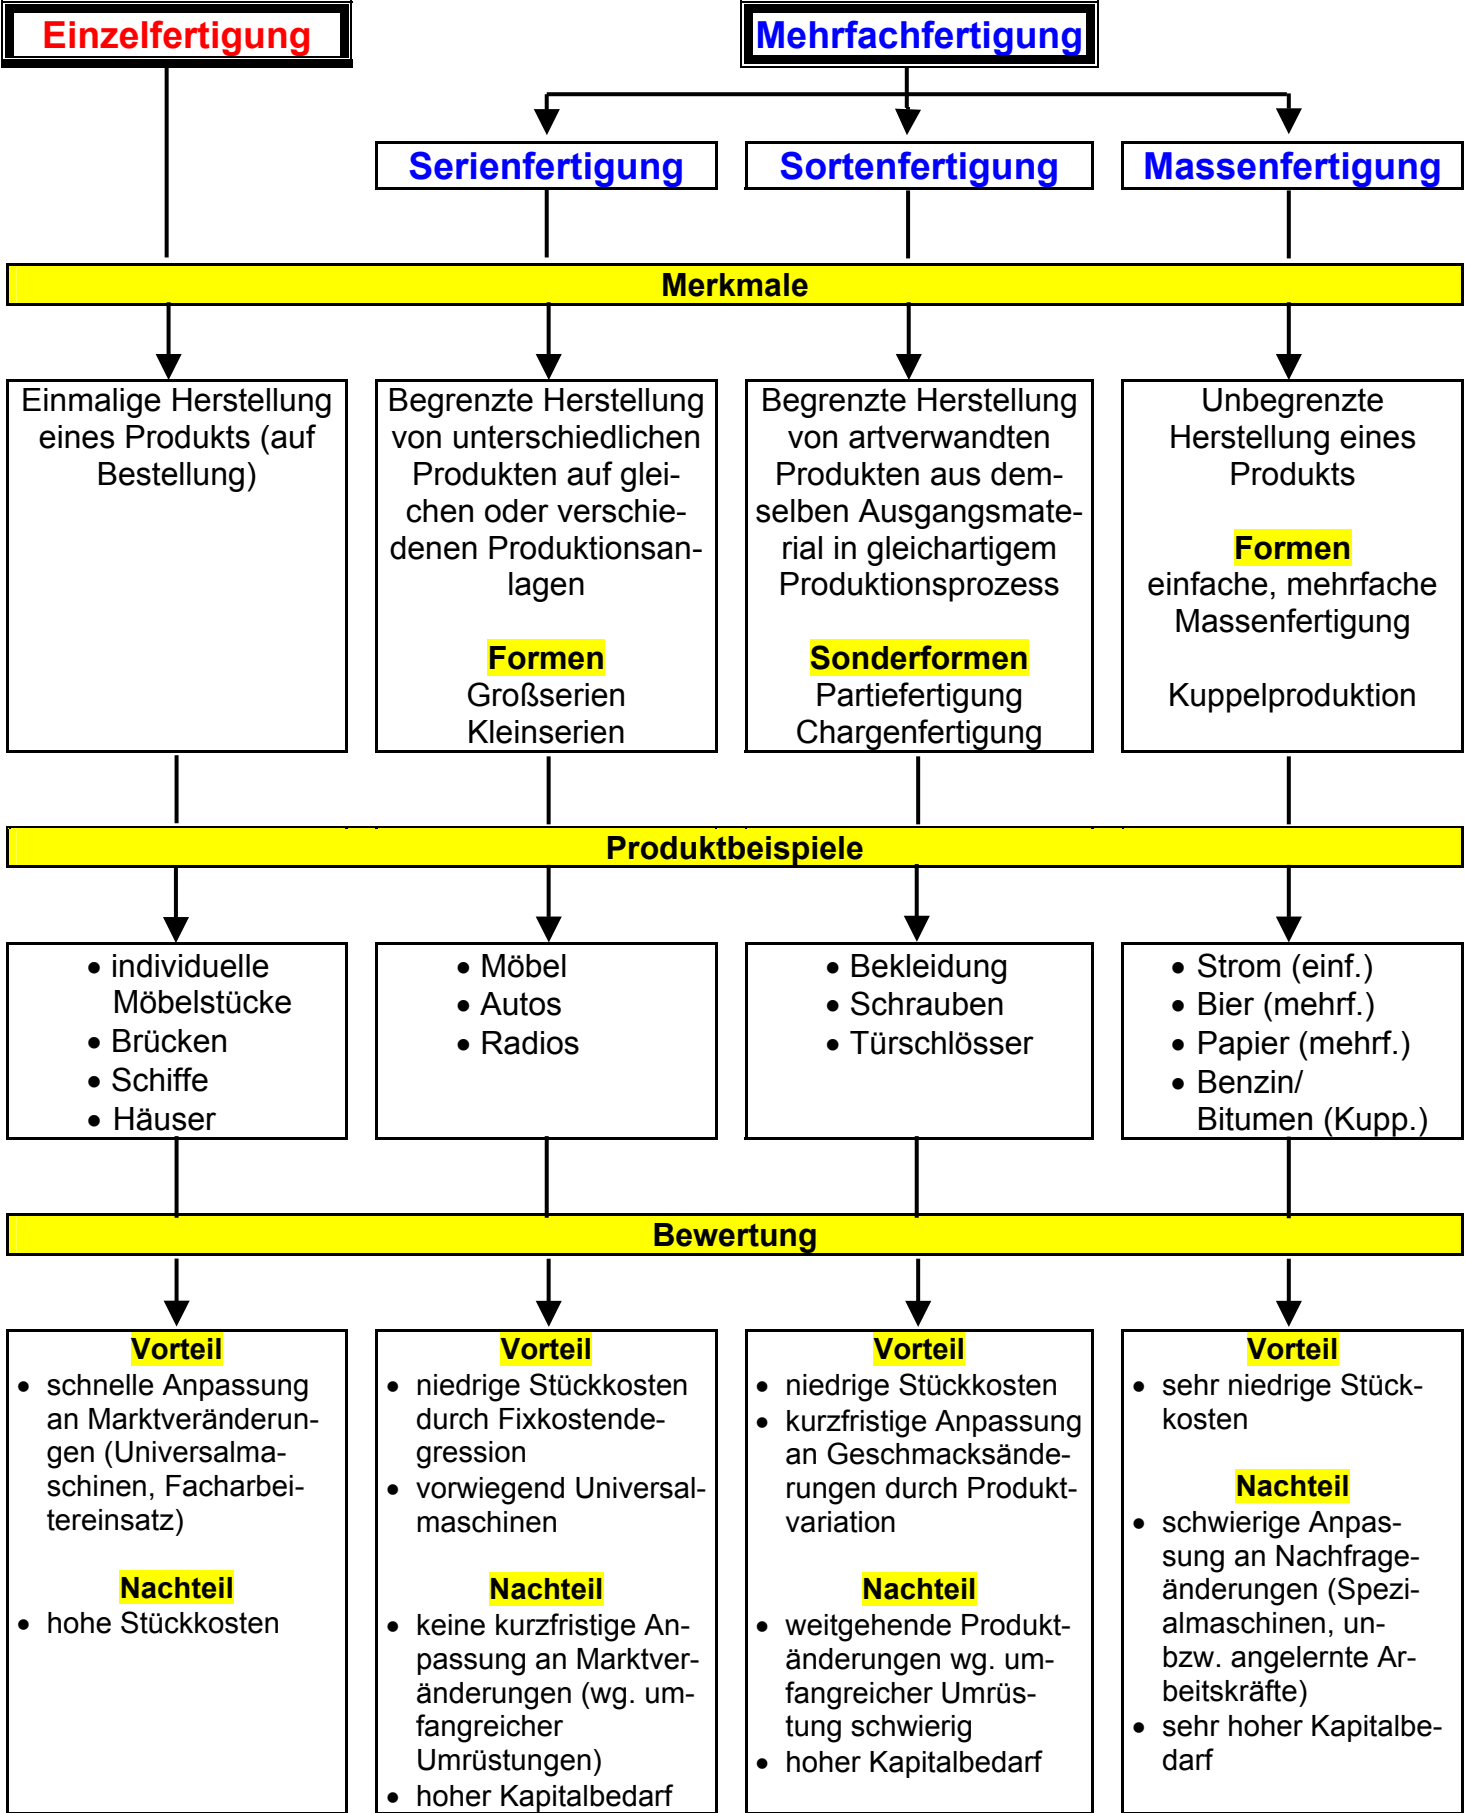 Einzelfertigung
Mehrfachfertigung
Serienfertigung
Sortenfertigung
Massenfertigung
Merkmale
Einmalige Herstellung
eines Produkts (auf
Bestellung)
Begrenzte Herstellung
von unterschiedlichen
Produkten auf glei-
chen oder verschie-
denen Produktionsan-
lagen
Formen
Großserien
Kleinserien
Begrenzte Herstellung
von artverwandten
Produkten aus dem-
selben Ausgangsmate-
rial in gleichartigem
Produktionsprozess
Sonderformen
Partiefertigung
Chargenfertigung
Unbegrenzte
Herstellung eines
Produkts
Formen
einfache, mehrfache
Massenfertigung
Kuppelproduktion
Produktbeispiele
• individuelle
Möbelstücke
• Brücken
• Schiffe
• Häuser
• Möbel
• Autos
• Radios
• Bekleidung
• Schrauben
• Türschlösser
• Strom (einf.)
• Bier (mehrf.)
• Papier (mehrf.)
• Benzin/
Bitumen (Kupp.)
Bewertung
Vorteil
• schnelle Anpassung
an Marktveränderun-
gen (Universalma-
schinen, Facharbei-
tereinsatz)
Nachteil
• hohe Stückkosten
Vorteil
• niedrige Stückkosten
durch Fixkostende-
gression
• vorwiegend Universal-
maschinen
Nachteil
• keine kurzfristige An-
passung an Marktver-
änderungen (wg. um-
fangreicher
Umrüstungen)
• hoher Kapitalbedarf
Vorteil
• niedrige Stückkosten
• kurzfristige Anpassung
an Geschmacksände-
rungen durch Produkt-
variation
Nachteil
• weitgehende Produkt-
änderungen wg. um-
fangreicher Umrüs-
tung schwierig
• hoher Kapitalbedarf
Vorteil
• sehr niedrige Stück-
kosten
Nachteil
• schwierige Anpas-
sung an Nachfrage-
änderungen (Spezi-
almaschinen, un-
bzw. angelernte Ar-
beitskräfte)
• sehr hoher Kapitalbe-
darf